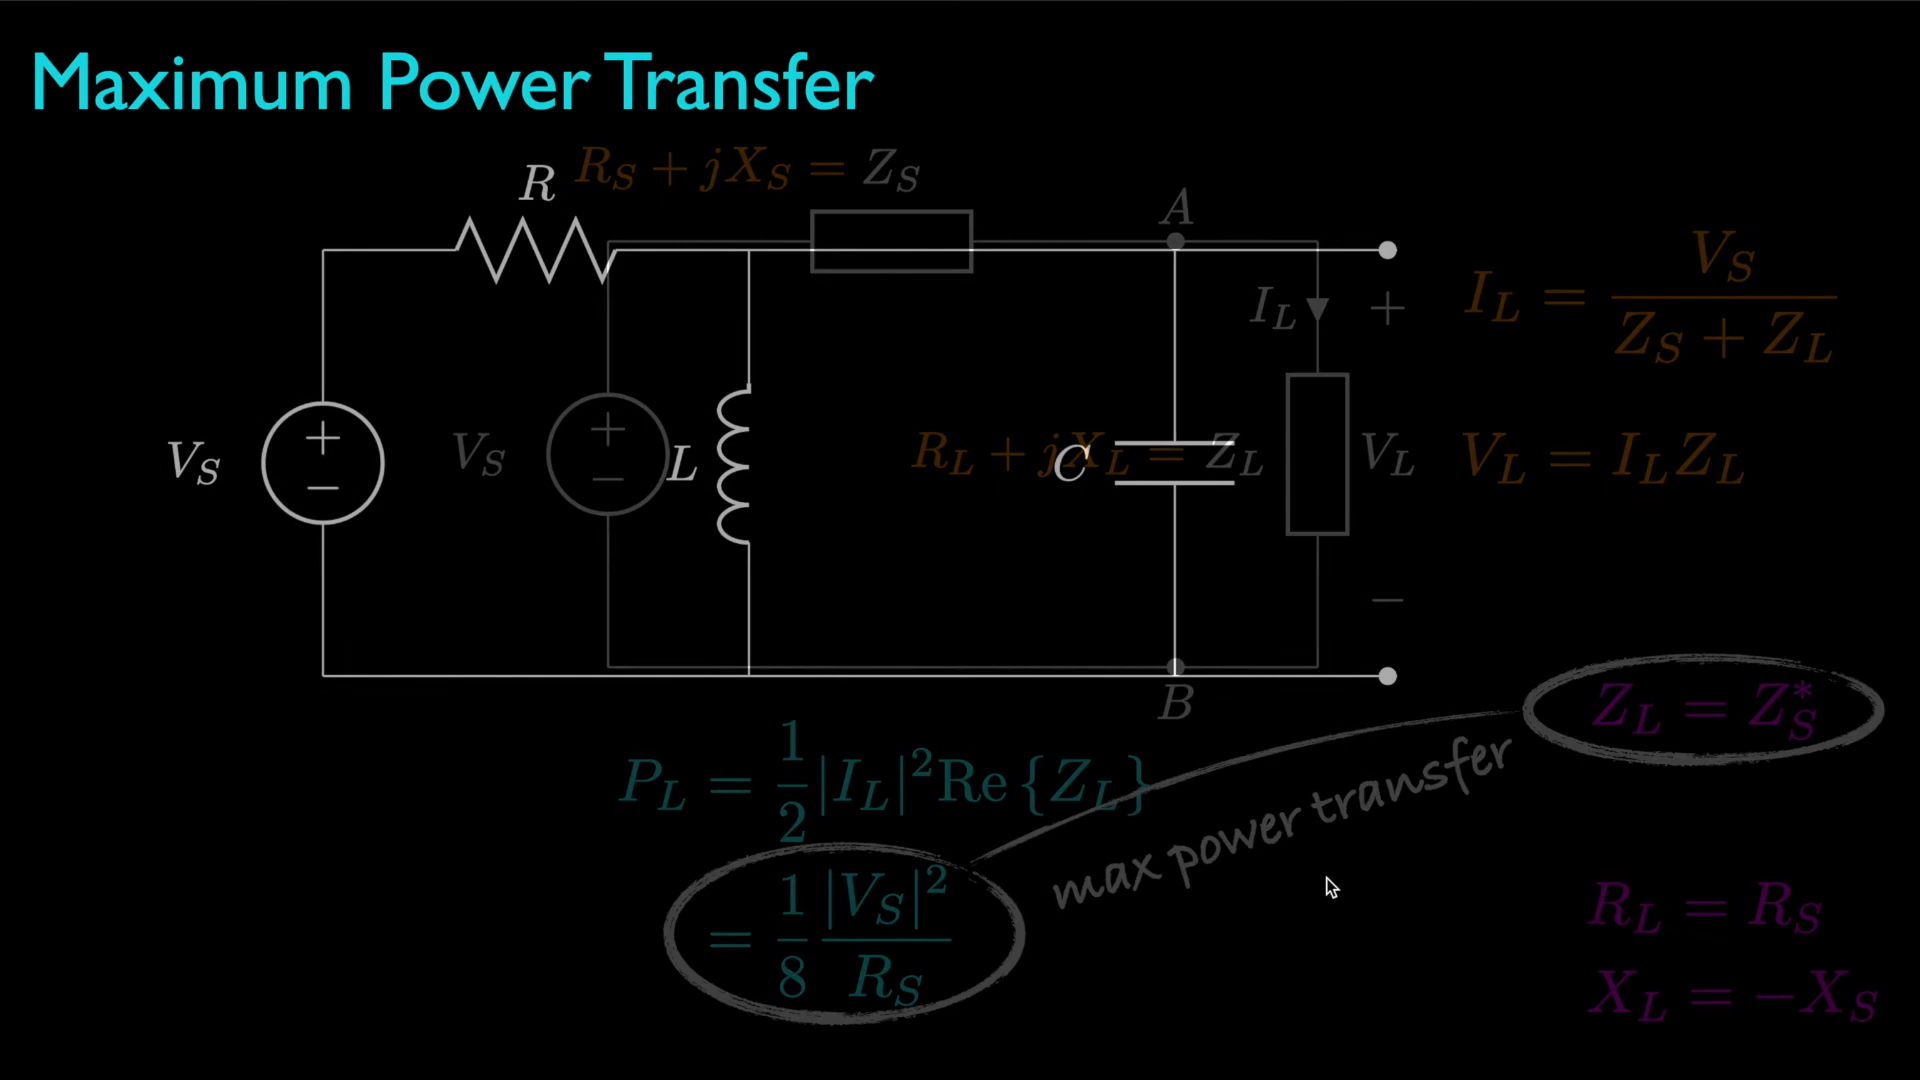 Maximum Power Transfer
R
R_S + jX_S = Z_S
A
I_L = V_S / (Z_S + Z_L)
I_L
+
V_S
+
−
V_S
+
−
L
R_L + jX_L = Z_L
C
V_L
V_L = I_L Z_L
−
B
Z_L = Z_S^*
P_L = 1/2 |I_L|^2 Re {Z_L}
max power transfer
= 1/8 |V_S|^2 / R_S
R_L = R_S
X_L = −X_S